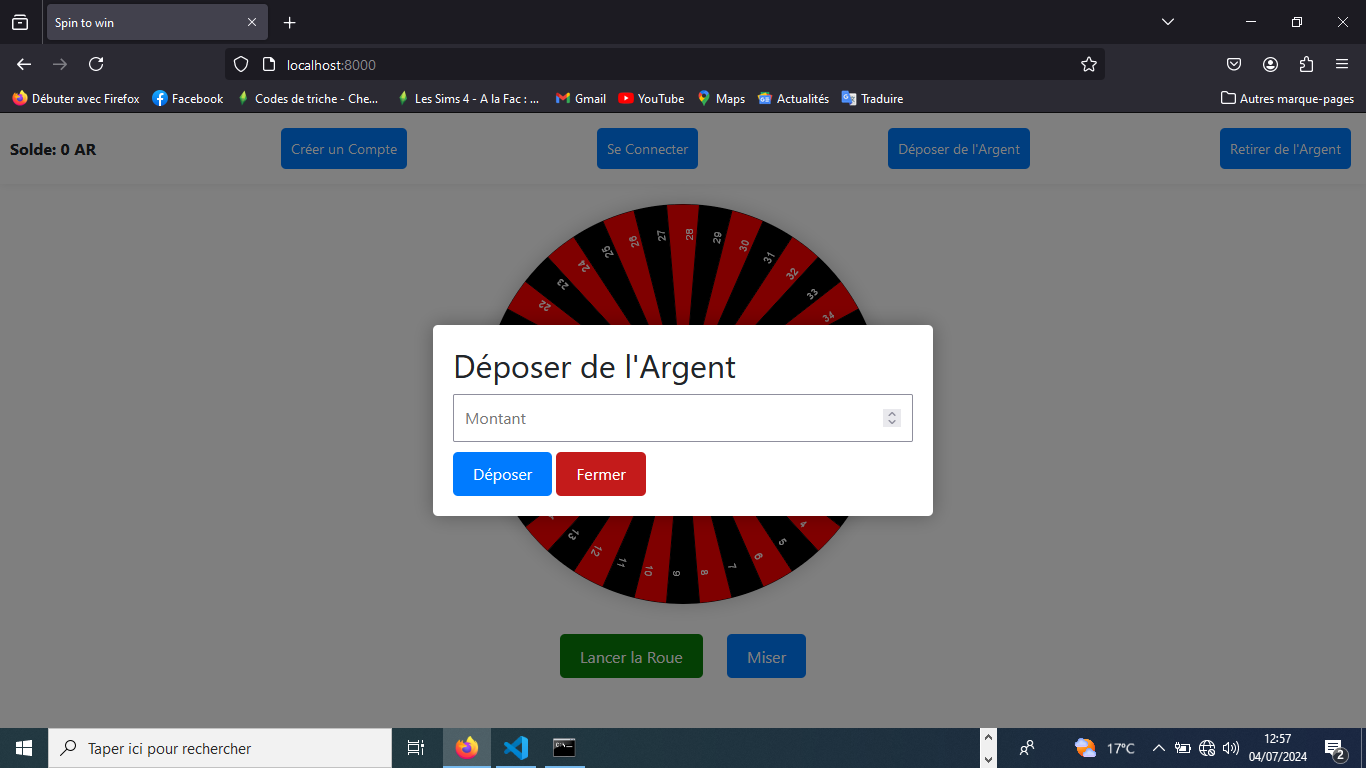 Spin to win
localhost:8000
Débuter avec Firefox
Facebook
Codes de triche - Che...
Les Sims 4 - A la Fac : ...
Gmail
YouTube
Maps
Actualités
Traduire
Autres marque-pages
Solde: 0 AR
Créer un Compte
Se Connecter
Déposer de l'Argent
Retirer de l'Argent
22
23
24
25
26
27
28
29
30
31
32
33
34
Déposer de l'Argent
Montant
Déposer
Fermer
13
12
11
10
9
8
7
6
5
4
Lancer la Roue
Miser
Taper ici pour rechercher
17°C
12:57
04/07/2024
2